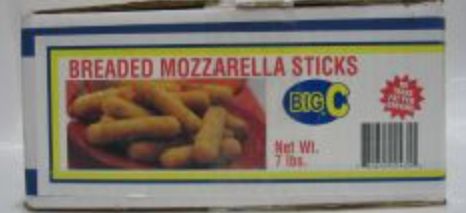 BREADED MOZZARELLA STICKS
BIG C
Net Wt.
7 lbs.